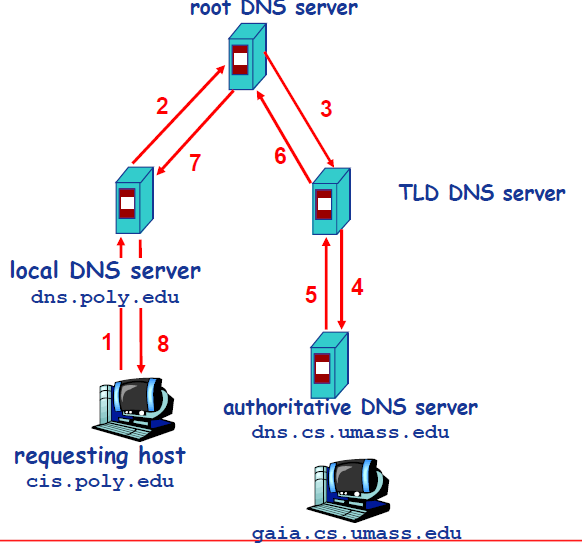 root DNS server
2
3
7
6
TLD DNS server
local DNS server
dns.poly.edu
5
4
1
8
authoritative DNS server
dns.cs.umass.edu
requesting host
cis.poly.edu
gaia.cs.umass.edu